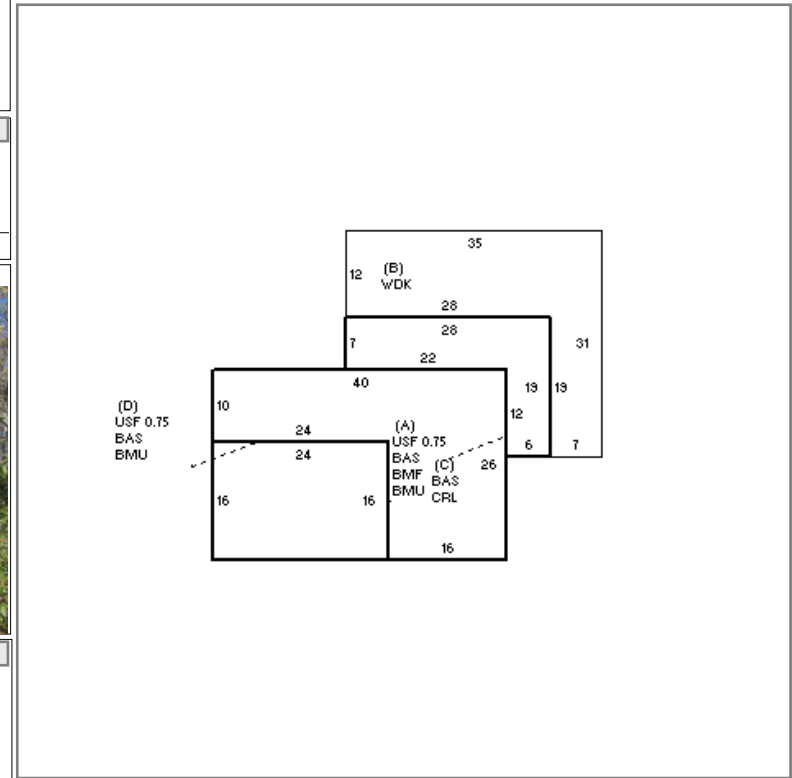 35
(B)
WDK
12
28
28
7
31
22
40
19
19
(D)
USF 0.75
BAS
BMU
10
12
24
(A)
USF 0.75
BAS
BMF
BMU
6
7
24
(C)
BAS
CRL
26
16
16
16